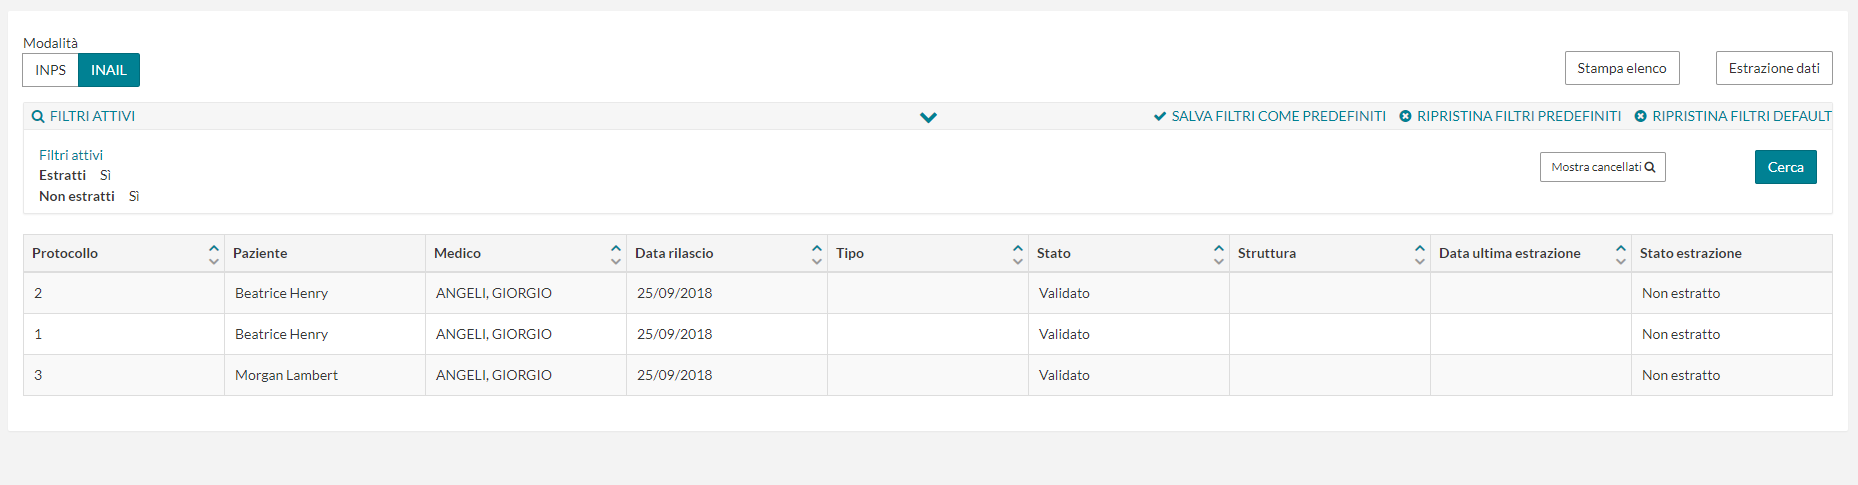 Modalità
INPS INAIL Stampa elenco Estrazione dati
FILTRI ATTIVI SALVA FILTRI COME PREDEFINITI RIPRISTINA FILTRI PREDEFINITI RIPRISTINA FILTRI DEFAULT
Filtri attivi
Estratti Sì Mostra cancellati Cerca
Non estratti Sì
Protocollo Paziente Medico Data rilascio Tipo Stato Struttura Data ultima estrazione Stato estrazione
2 Beatrice Henry ANGELI, GIORGIO 25/09/2018 Validato Non estratto
1 Beatrice Henry ANGELI, GIORGIO 25/09/2018 Validato Non estratto
3 Morgan Lambert ANGELI, GIORGIO 25/09/2018 Validato Non estratto